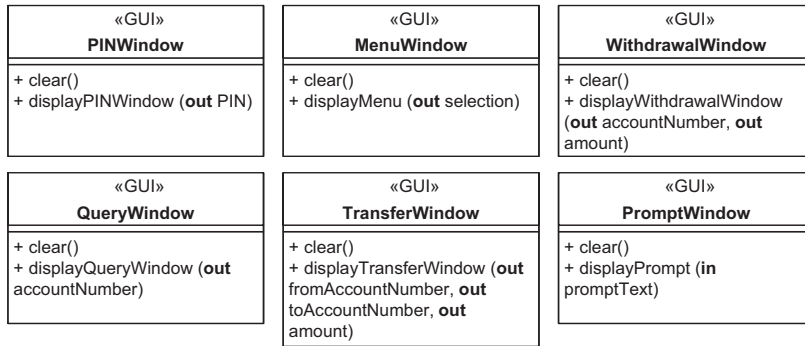 «GUI»
PINWindow
+ clear()
+ displayPINWindow (out PIN)
«GUI»
MenuWindow
+ clear()
+ displayMenu (out selection)
«GUI»
WithdrawalWindow
+ clear()
+ displayWithdrawalWindow
(out accountNumber, out
amount)
«GUI»
QueryWindow
+ clear()
+ displayQueryWindow (out
accountNumber)
«GUI»
TransferWindow
+ clear()
+ displayTransferWindow (out
fromAccountNumber, out
toAccountNumber, out
amount)
«GUI»
PromptWindow
+ clear()
+ displayPrompt (in
promptText)